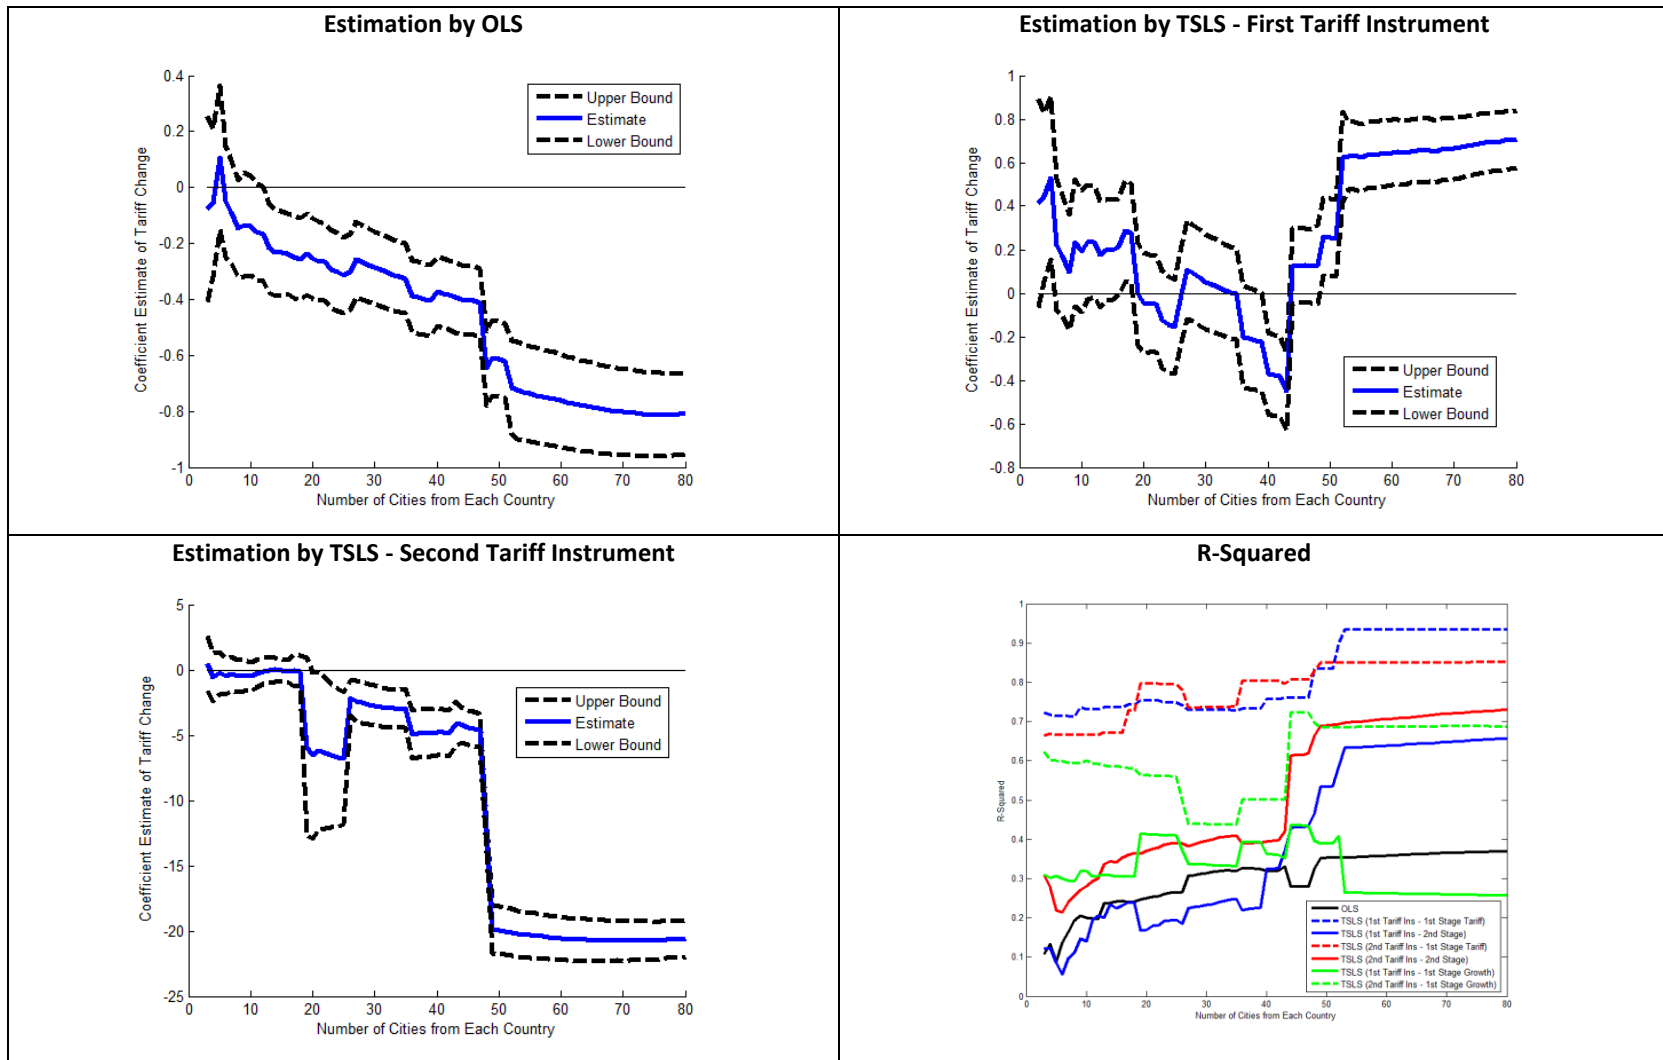 Estimation by OLS
0.4
0.2
0
-0.2
-0.4
-0.6
-0.8
-1
0 10 20 30 40 50 60 70 80
Coefficient Estimate of Tariff Change
Number of Cities from Each Country
Upper Bound
Estimate
Lower Bound
Estimation by TSLS - First Tariff Instrument
1
0.8
0.6
0.4
0.2
0
-0.2
-0.4
-0.6
-0.8
0 10 20 30 40 50 60 70 80
Coefficient Estimate of Tariff Change
Number of Cities from Each Country
Upper Bound
Estimate
Lower Bound
Estimation by TSLS - Second Tariff Instrument
5
0
-5
-10
-15
-20
-25
0 10 20 30 40 50 60 70 80
Coefficient Estimate of Tariff Change
Number of Cities from Each Country
Upper Bound
Estimate
Lower Bound
R-Squared
1
0.9
0.8
0.7
0.6
0.5
0.4
0.3
0.2
0.1
0
0 10 20 30 40 50 60 70 80
R-Squared
Number of Cities from Each Country
OLS
TSLS (1st Tariff Ins - 1st Stage Tariff)
TSLS (1st Tariff Ins - 2nd Stage)
TSLS (2nd Tariff Ins - 1st Stage Tariff)
TSLS (2nd Tariff Ins - 2nd Stage)
TSLS (1st Tariff Ins - 1st Stage Growth)
TSLS (2nd Tariff Ins - 1st Stage Growth)